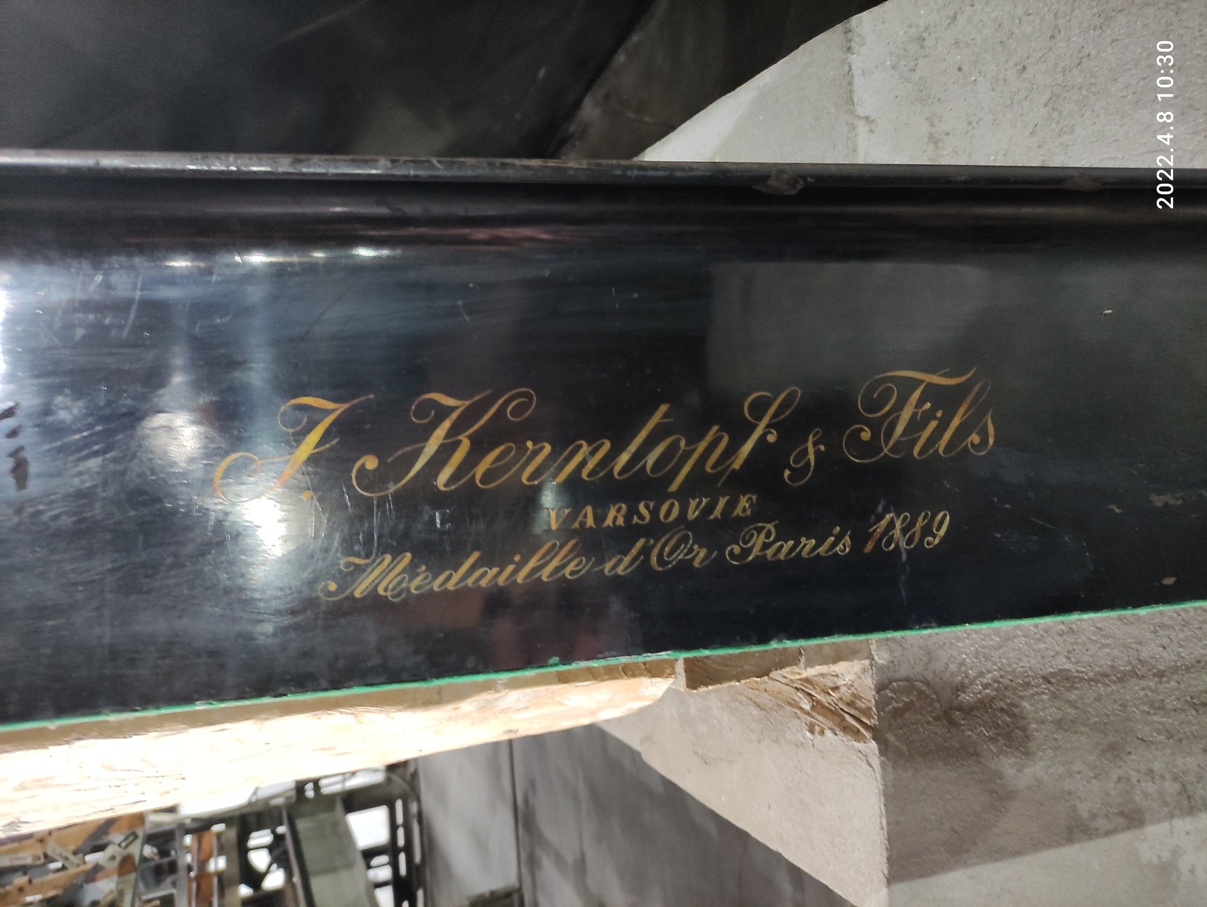 J. Kerntopf & Fils
VARSOVIE
Médaille d'Or Paris 1889
2022.4.8 10:30